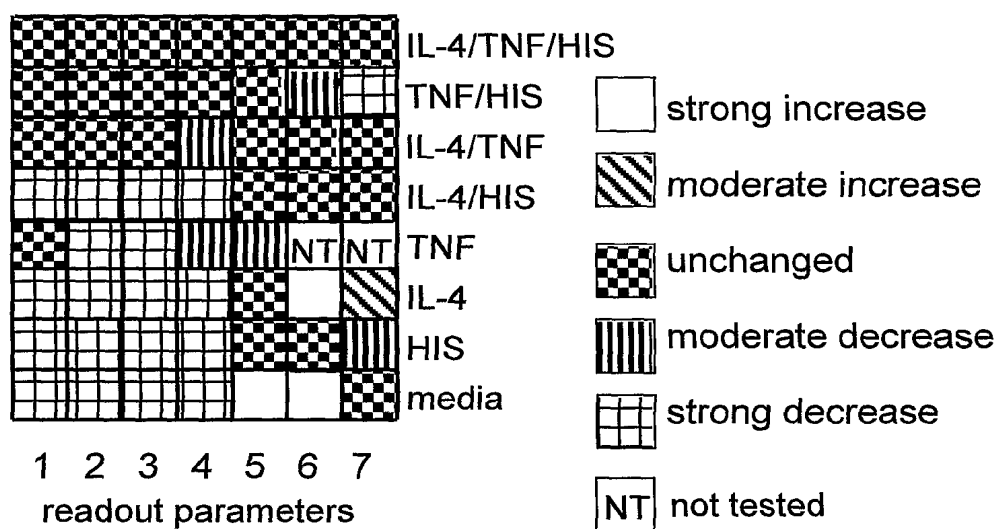 IL-4/TNF/HIS
TNF/HIS
IL-4/TNF
IL-4/HIS
NT NT TNF
IL-4
HIS
media
1 2 3 4 5 6 7
readout parameters
strong increase
moderate increase
unchanged
moderate decrease
strong decrease
NT not tested